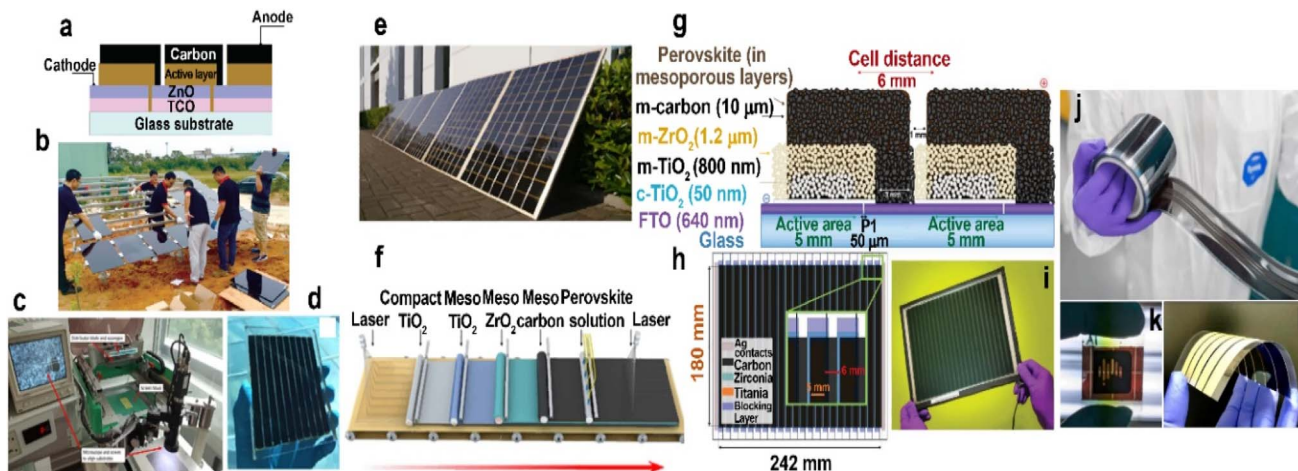 a
Anode
Carbon
Cathode
Active layer
ZnO
TCO
Glass substrate
b
c
d
e
f
Compact Meso Meso Meso Perovskite
Laser TiO₂ TiO₂ ZrO₂ carbon solution Laser
g
Perovskite (in
mesoporous layers)
m-carbon (10 µm)
m-ZrO₂(1.2 µm)
m-TiO₂ (800 nm)
c-TiO₂ (50 nm)
FTO (640 nm)
Glass
Cell distance
6 mm
1 mm
Active area
5 mm
P1
50 µm
Active area
5 mm
h
180 mm
Ag
contacts
Carbon
Zirconia
Titania
Blocking
Layer
6 mm
5 mm
242 mm
i
j
k
Al